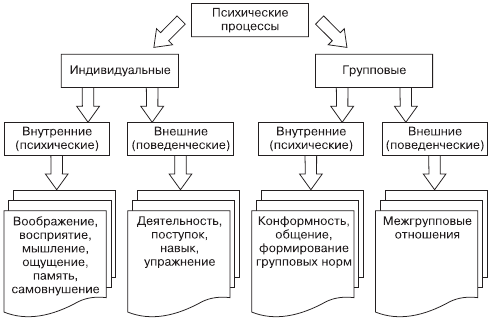 Психические
процессы
Индивидуальные
Групповые
Внутренние
(психические)
Внешние
(поведенческие)
Внутренние
(психические)
Внешние
(поведенческие)
Воображение,
восприятие,
мышление,
ощущение,
память,
самовнушение
Деятельность,
поступок,
навык,
упражнение
Конформность,
общение,
формирование
групповых норм
Межгрупповые
отношения